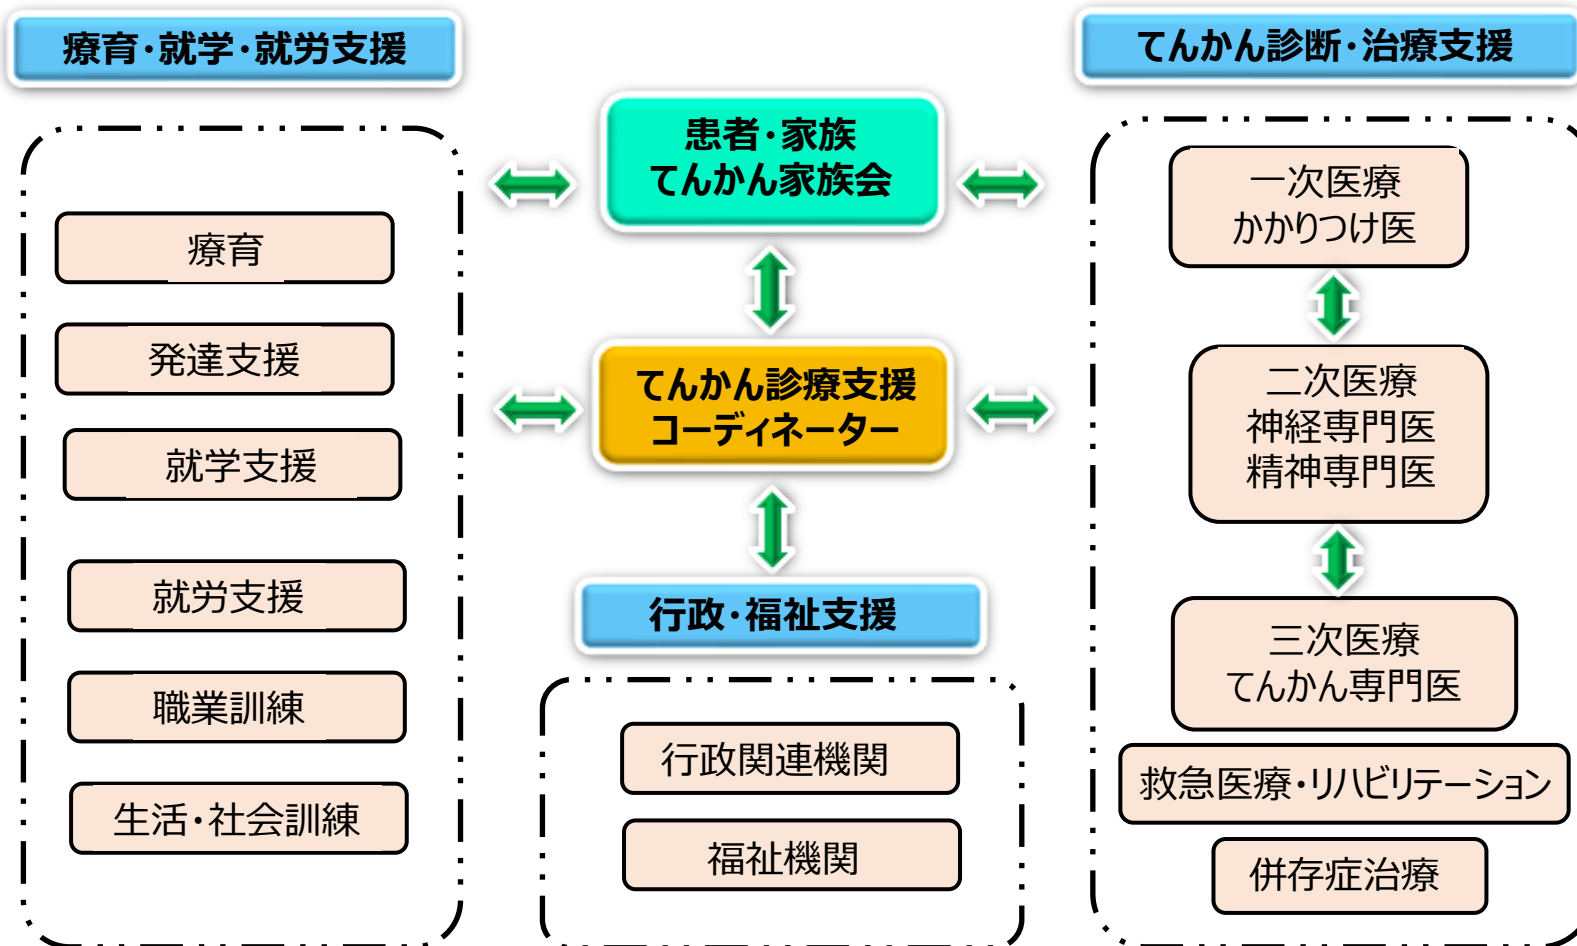 療育・就学・就労支援
てんかん診断・治療支援
患者・家族
てんかん家族会
療育
発達支援
就学支援
就労支援
職業訓練
生活・社会訓練
てんかん診療支援
コーディネーター
行政・福祉支援
行政関連機関
福祉機関
一次医療
かかりつけ医
二次医療
神経専門医
精神専門医
三次医療
てんかん専門医
救急医療・リハビリテーション
併存症治療